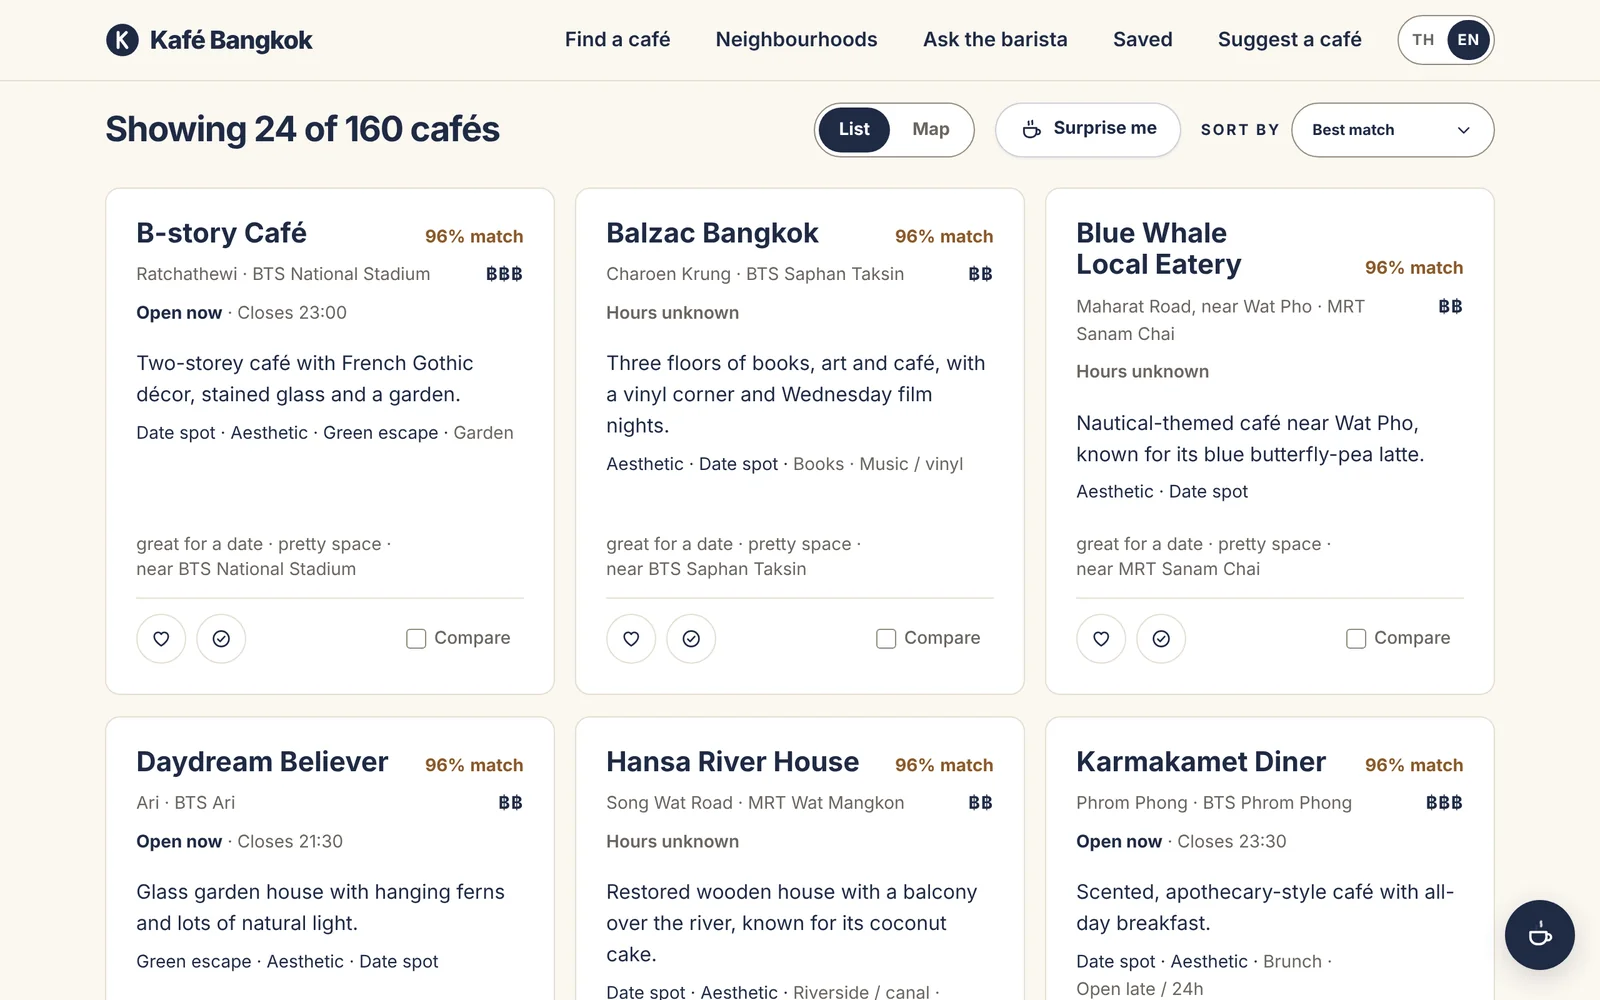 K Kafé Bangkok Find a café Neighbourhoods Ask the barista Saved Suggest a café TH EN
Showing 24 of 160 cafés List Map Surprise me SORT BY Best match
B-story Café 96% match
Ratchathewi · BTS National Stadium ฿฿฿
Open now · Closes 23:00
Two-storey café with French Gothic
décor, stained glass and a garden.
Date spot · Aesthetic · Green escape · Garden
great for a date · pretty space ·
near BTS National Stadium
Compare
Balzac Bangkok 96% match
Charoen Krung · BTS Saphan Taksin ฿฿
Hours unknown
Three floors of books, art and café, with
a vinyl corner and Wednesday film
nights.
Aesthetic · Date spot · Books · Music / vinyl
great for a date · pretty space ·
near BTS Saphan Taksin
Compare
Blue Whale
Local Eatery 96% match
Maharat Road, near Wat Pho · MRT ฿฿
Sanam Chai
Hours unknown
Nautical-themed café near Wat Pho,
known for its blue butterfly-pea latte.
Aesthetic · Date spot
great for a date · pretty space ·
near MRT Sanam Chai
Compare
Daydream Believer 96% match
Ari · BTS Ari ฿฿
Open now · Closes 21:30
Glass garden house with hanging ferns
and lots of natural light.
Green escape · Aesthetic · Date spot
Hansa River House 96% match
Song Wat Road · MRT Wat Mangkon ฿฿
Hours unknown
Restored wooden house with a balcony
over the river, known for its coconut
cake.
Date spot · Aesthetic · Riverside / canal ·
Karmakamet Diner 96% match
Phrom Phong · BTS Phrom Phong ฿฿฿
Open now · Closes 23:30
Scented, apothecary-style café with all-
day breakfast.
Date spot · Aesthetic · Brunch ·
Open late / 24h